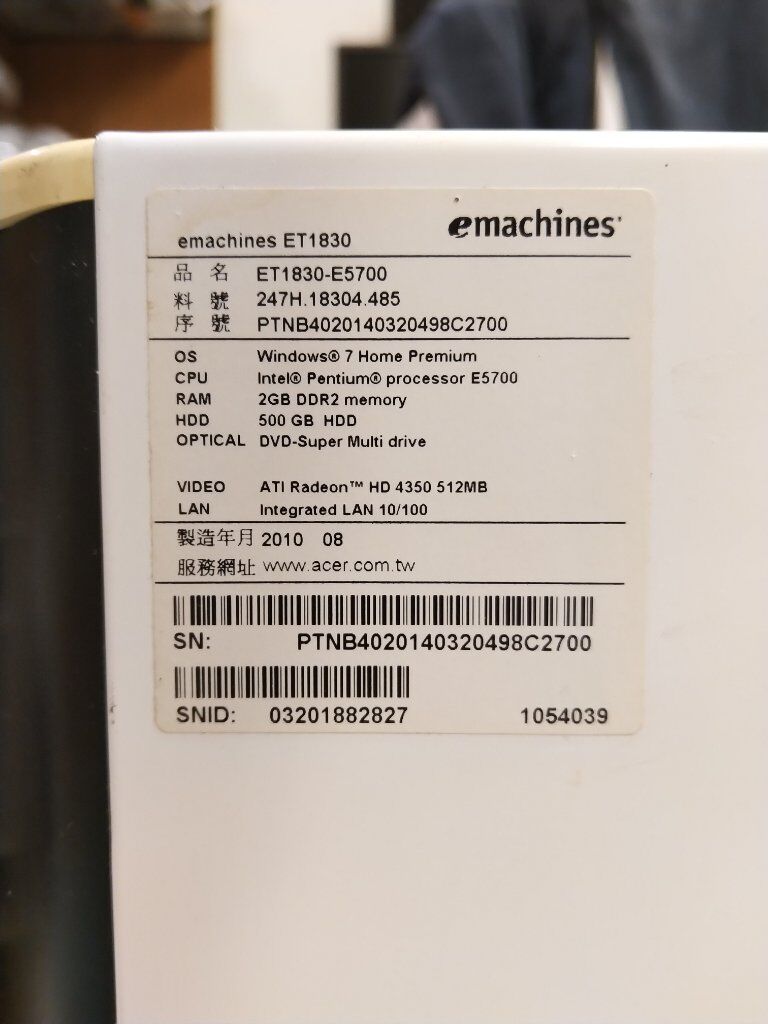 emachines
emachines ET1830
品 名 ET1830-E5700
料 號 247H.18304.485
序 號 PTNB4020140320498C2700
OS Windows® 7 Home Premium
CPU Intel® Pentium® processor E5700
RAM 2GB DDR2 memory
HDD 500 GB HDD
OPTICAL DVD-Super Multi drive
VIDEO ATI Radeon™ HD 4350 512MB
LAN Integrated LAN 10/100
製造年月 2010 08
服務網址 www.acer.com.tw
SN: PTNB4020140320498C2700
SNID: 03201882827 1054039